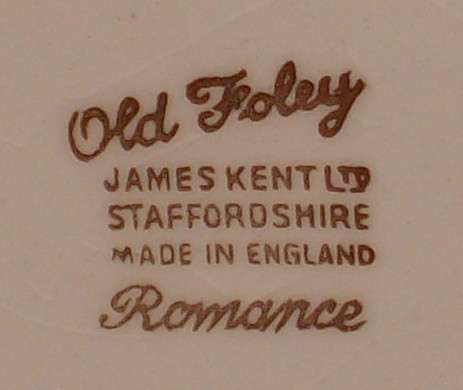 Old Foley
JAMES KENT LTD
STAFFORDSHIRE
MADE IN ENGLAND
Romance